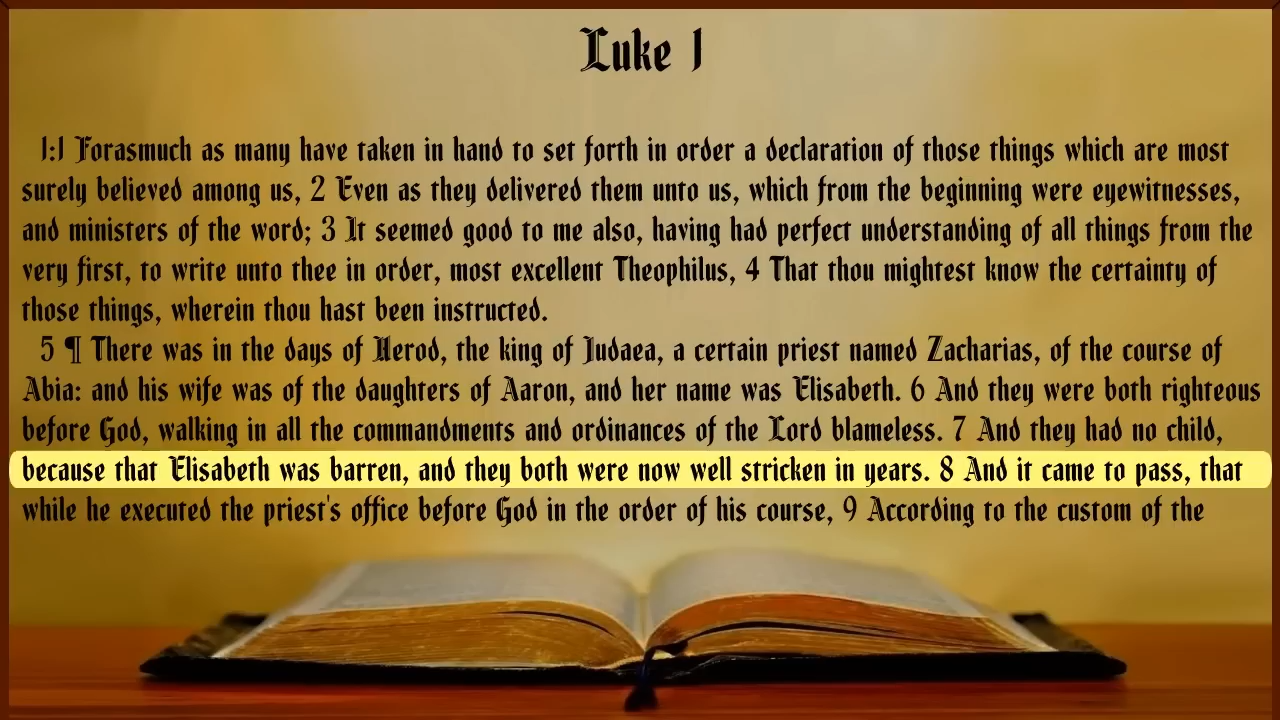 Luke 1
1:1 Forasmuch as many have taken in hand to set forth in order a declaration of those things which are most
surely believed among us, 2 Even as they delivered them unto us, which from the beginning were eyewitnesses,
and ministers of the word; 3 It seemed good to me also, having had perfect understanding of all things from the
very first, to write unto thee in order, most excellent Theophilus, 4 That thou mightest know the certainty of
those things, wherein thou hast been instructed.
5 ¶ There was in the days of Herod, the king of Judaea, a certain priest named Zacharias, of the course of
Abia: and his wife was of the daughters of Aaron, and her name was Elisabeth. 6 And they were both righteous
before God, walking in all the commandments and ordinances of the Lord blameless. 7 And they had no child,
because that Elisabeth was barren, and they both were now well stricken in years. 8 And it came to pass, that
while he executed the priest's office before God in the order of his course, 9 According to the custom of the